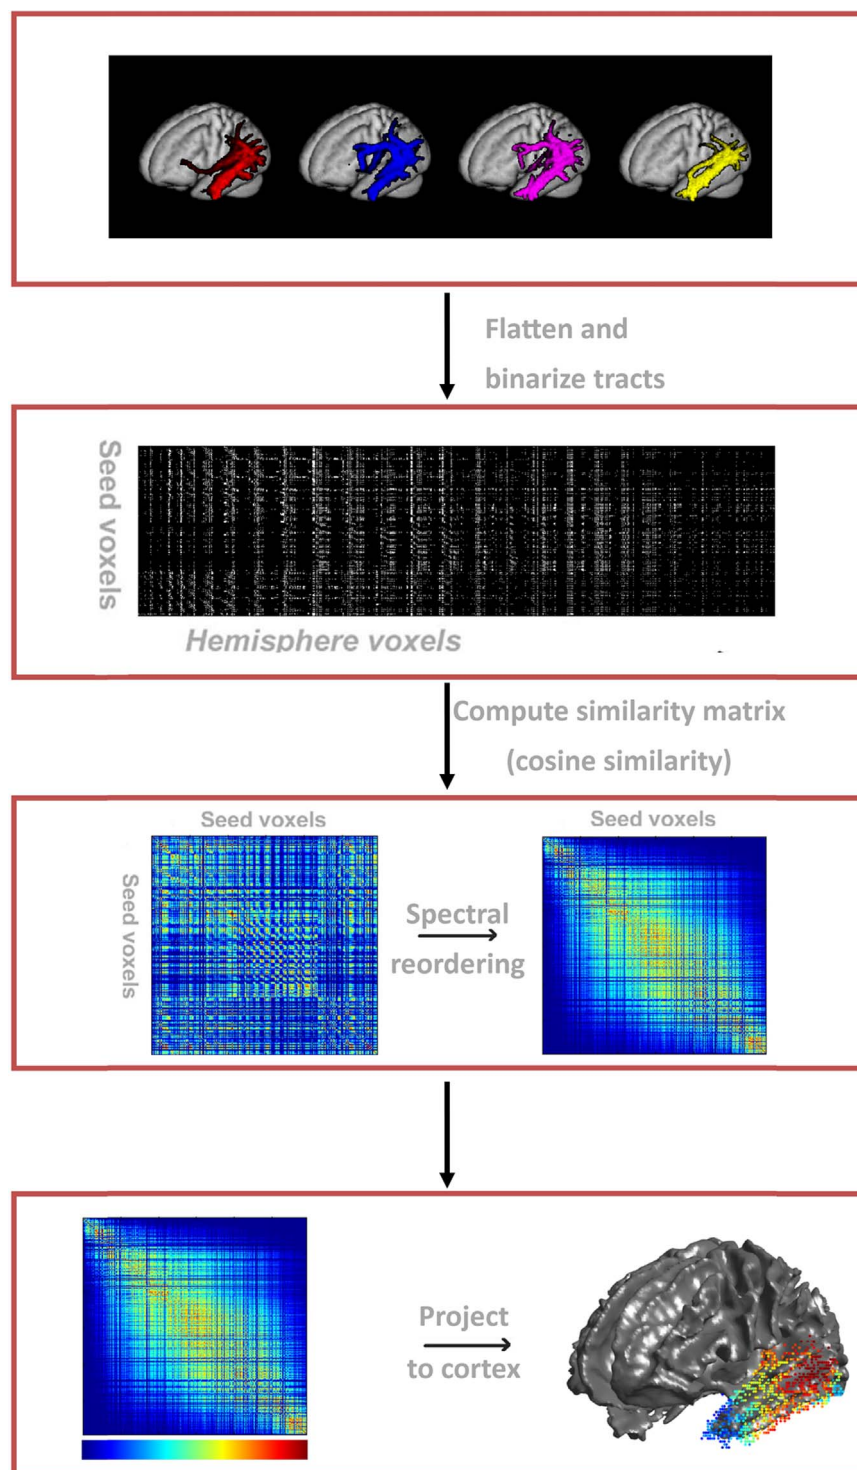 Flatten and
binarize tracts
Seed voxels
Hemisphere voxels
Compute similarity matrix
(cosine similarity)
Seed voxels
Seed voxels
Seed voxels
Spectral
reordering
Project
to cortex